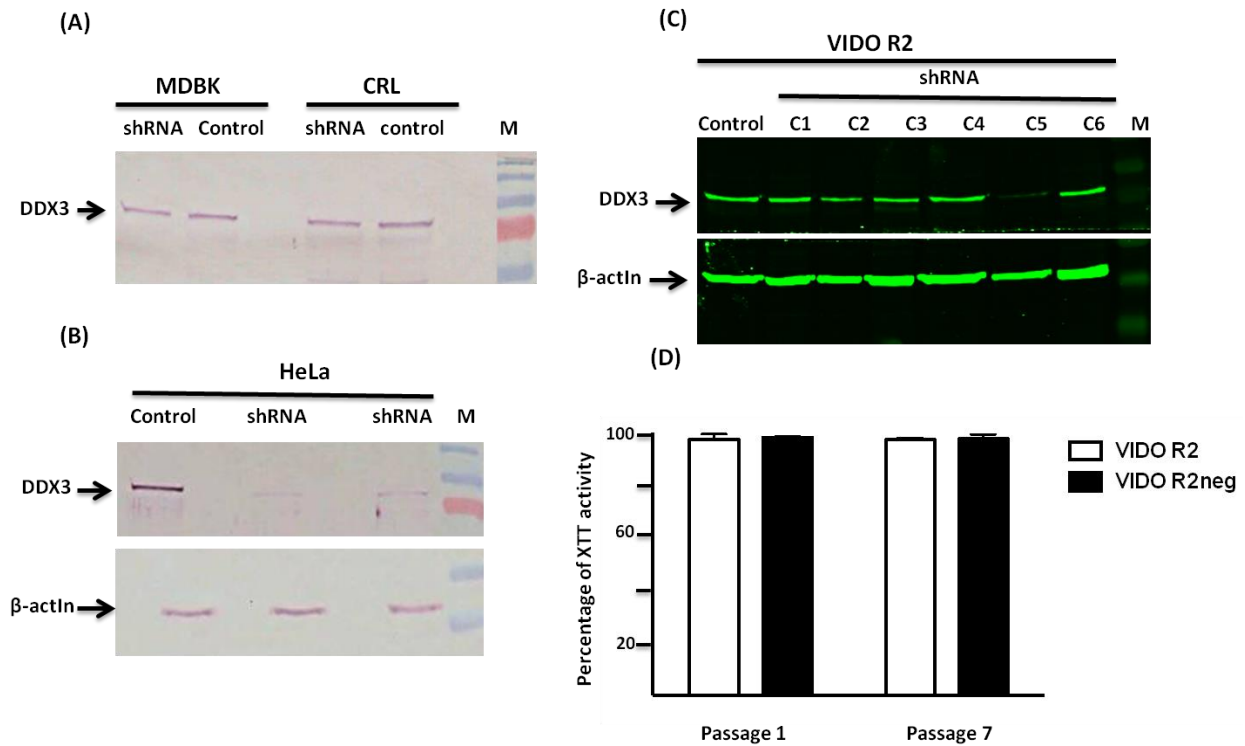 (A)
MDBK CRL
shRNA Control shRNA control M
DDX3
(B)
HeLa
Control shRNA shRNA M
DDX3
β-actIn
(C)
VIDO R2
shRNA
Control C1 C2 C3 C4 C5 C6 M
DDX3
β-actIn
(D)
Percentage of XTT activity
100
60
20
Passage 1 Passage 7
VIDO R2
VIDO R2neg